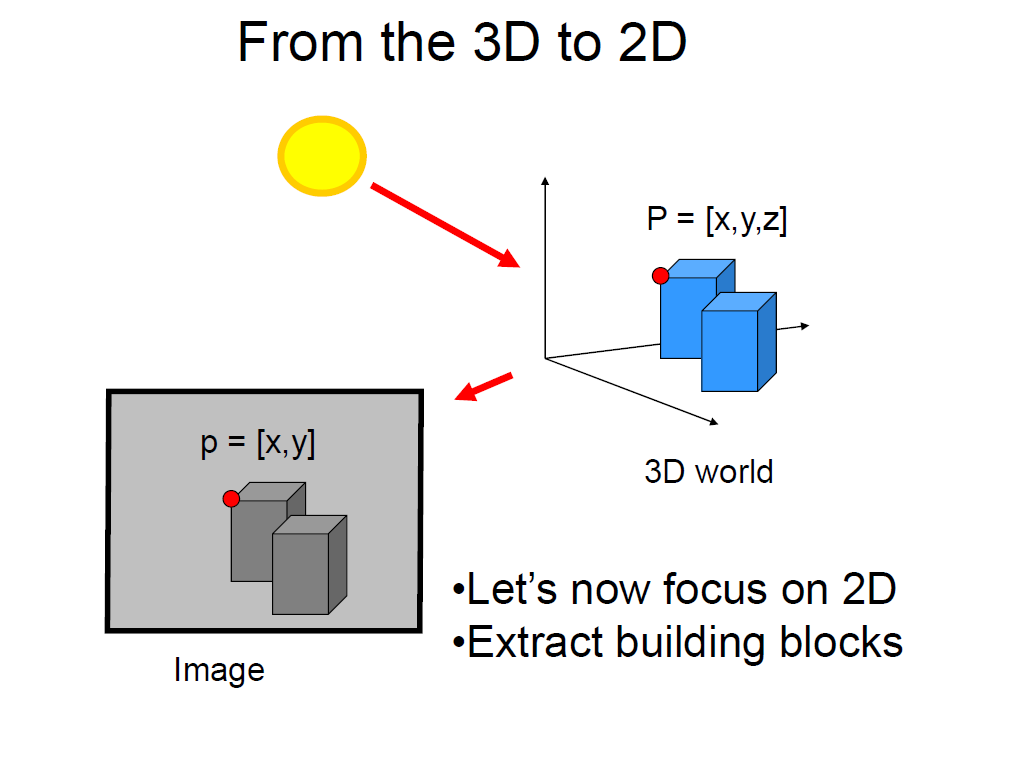 From the 3D to 2D
P = [x,y,z]
p = [x,y]
3D world
•Let’s now focus on 2D
•Extract building blocks
Image